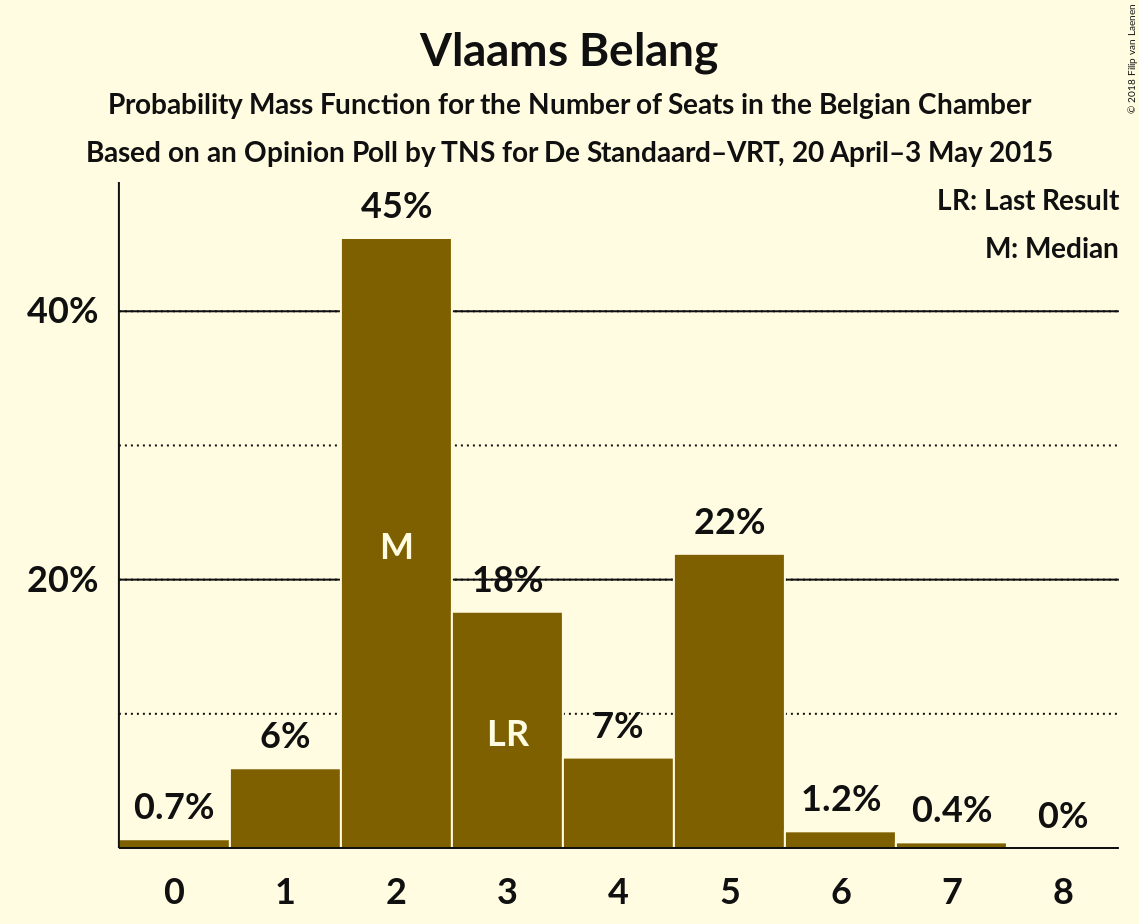 Vlaams Belang
Probability Mass Function for the Number of Seats in the Belgian Chamber
Based on an Opinion Poll by TNS for De Standaard–VRT, 20 April–3 May 2015
© 2018 Filip van Laenen
LR: Last Result
M: Median
45%
40%
22%
M
20%
18%
LR
7%
6%
0.7%
1.2%
0.4%
0%
0 1 2 3 4 5 6 7 8